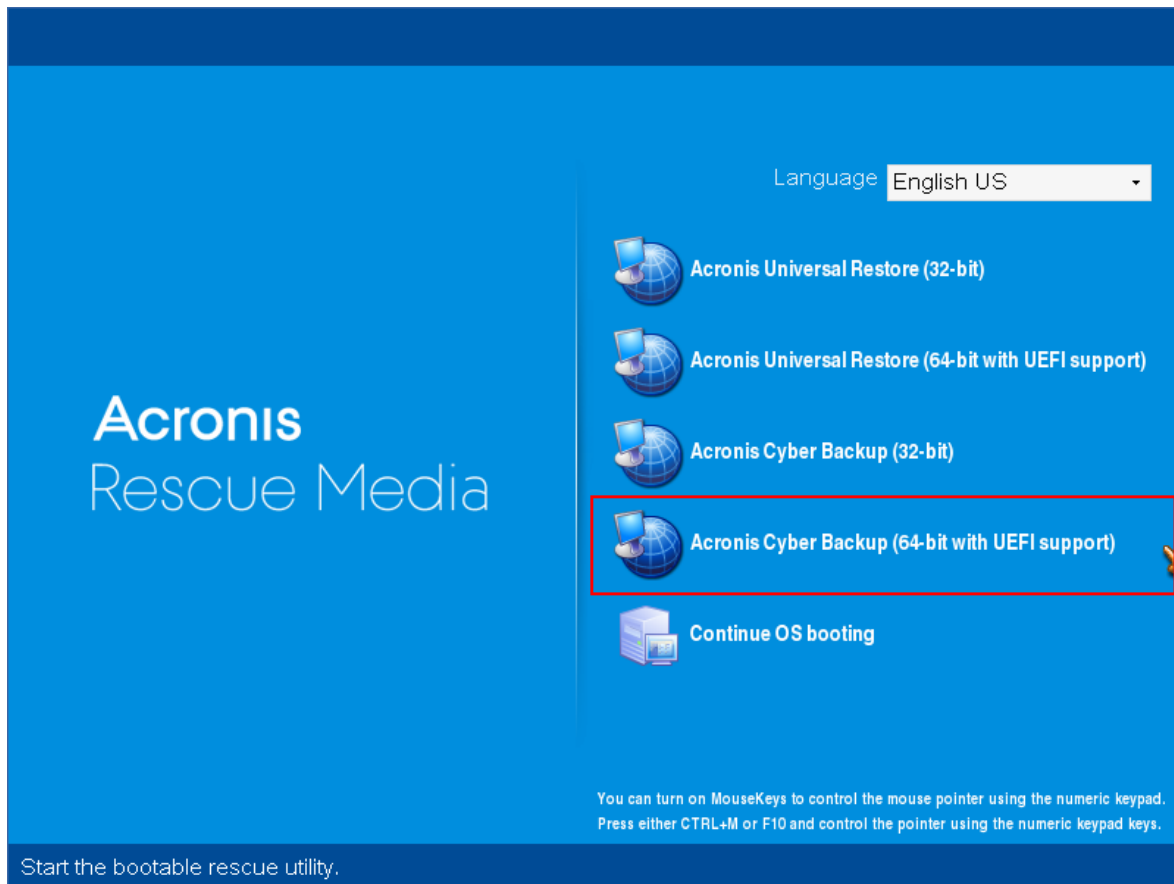 Language English US
Acronis Universal Restore (32-bit)
Acronis Universal Restore (64-bit with UEFI support)
Acronis
Rescue Media
Acronis Cyber Backup (32-bit)
Acronis Cyber Backup (64-bit with UEFI support)
Continue OS booting
You can turn on MouseKeys to control the mouse pointer using the numeric keypad.
Press either CTRL+M or F10 and control the pointer using the numeric keypad keys.
Start the bootable rescue utility.